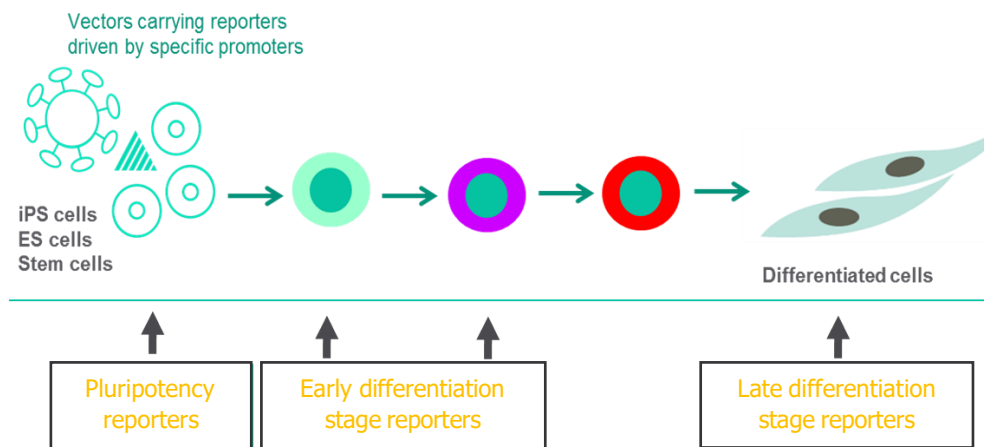 Vectors carrying reporters
driven by specific promoters
iPS cells
ES cells
Stem cells
Differentiated cells
Pluripotency
reporters
Early differentiation
stage reporters
Late differentiation
stage reporters